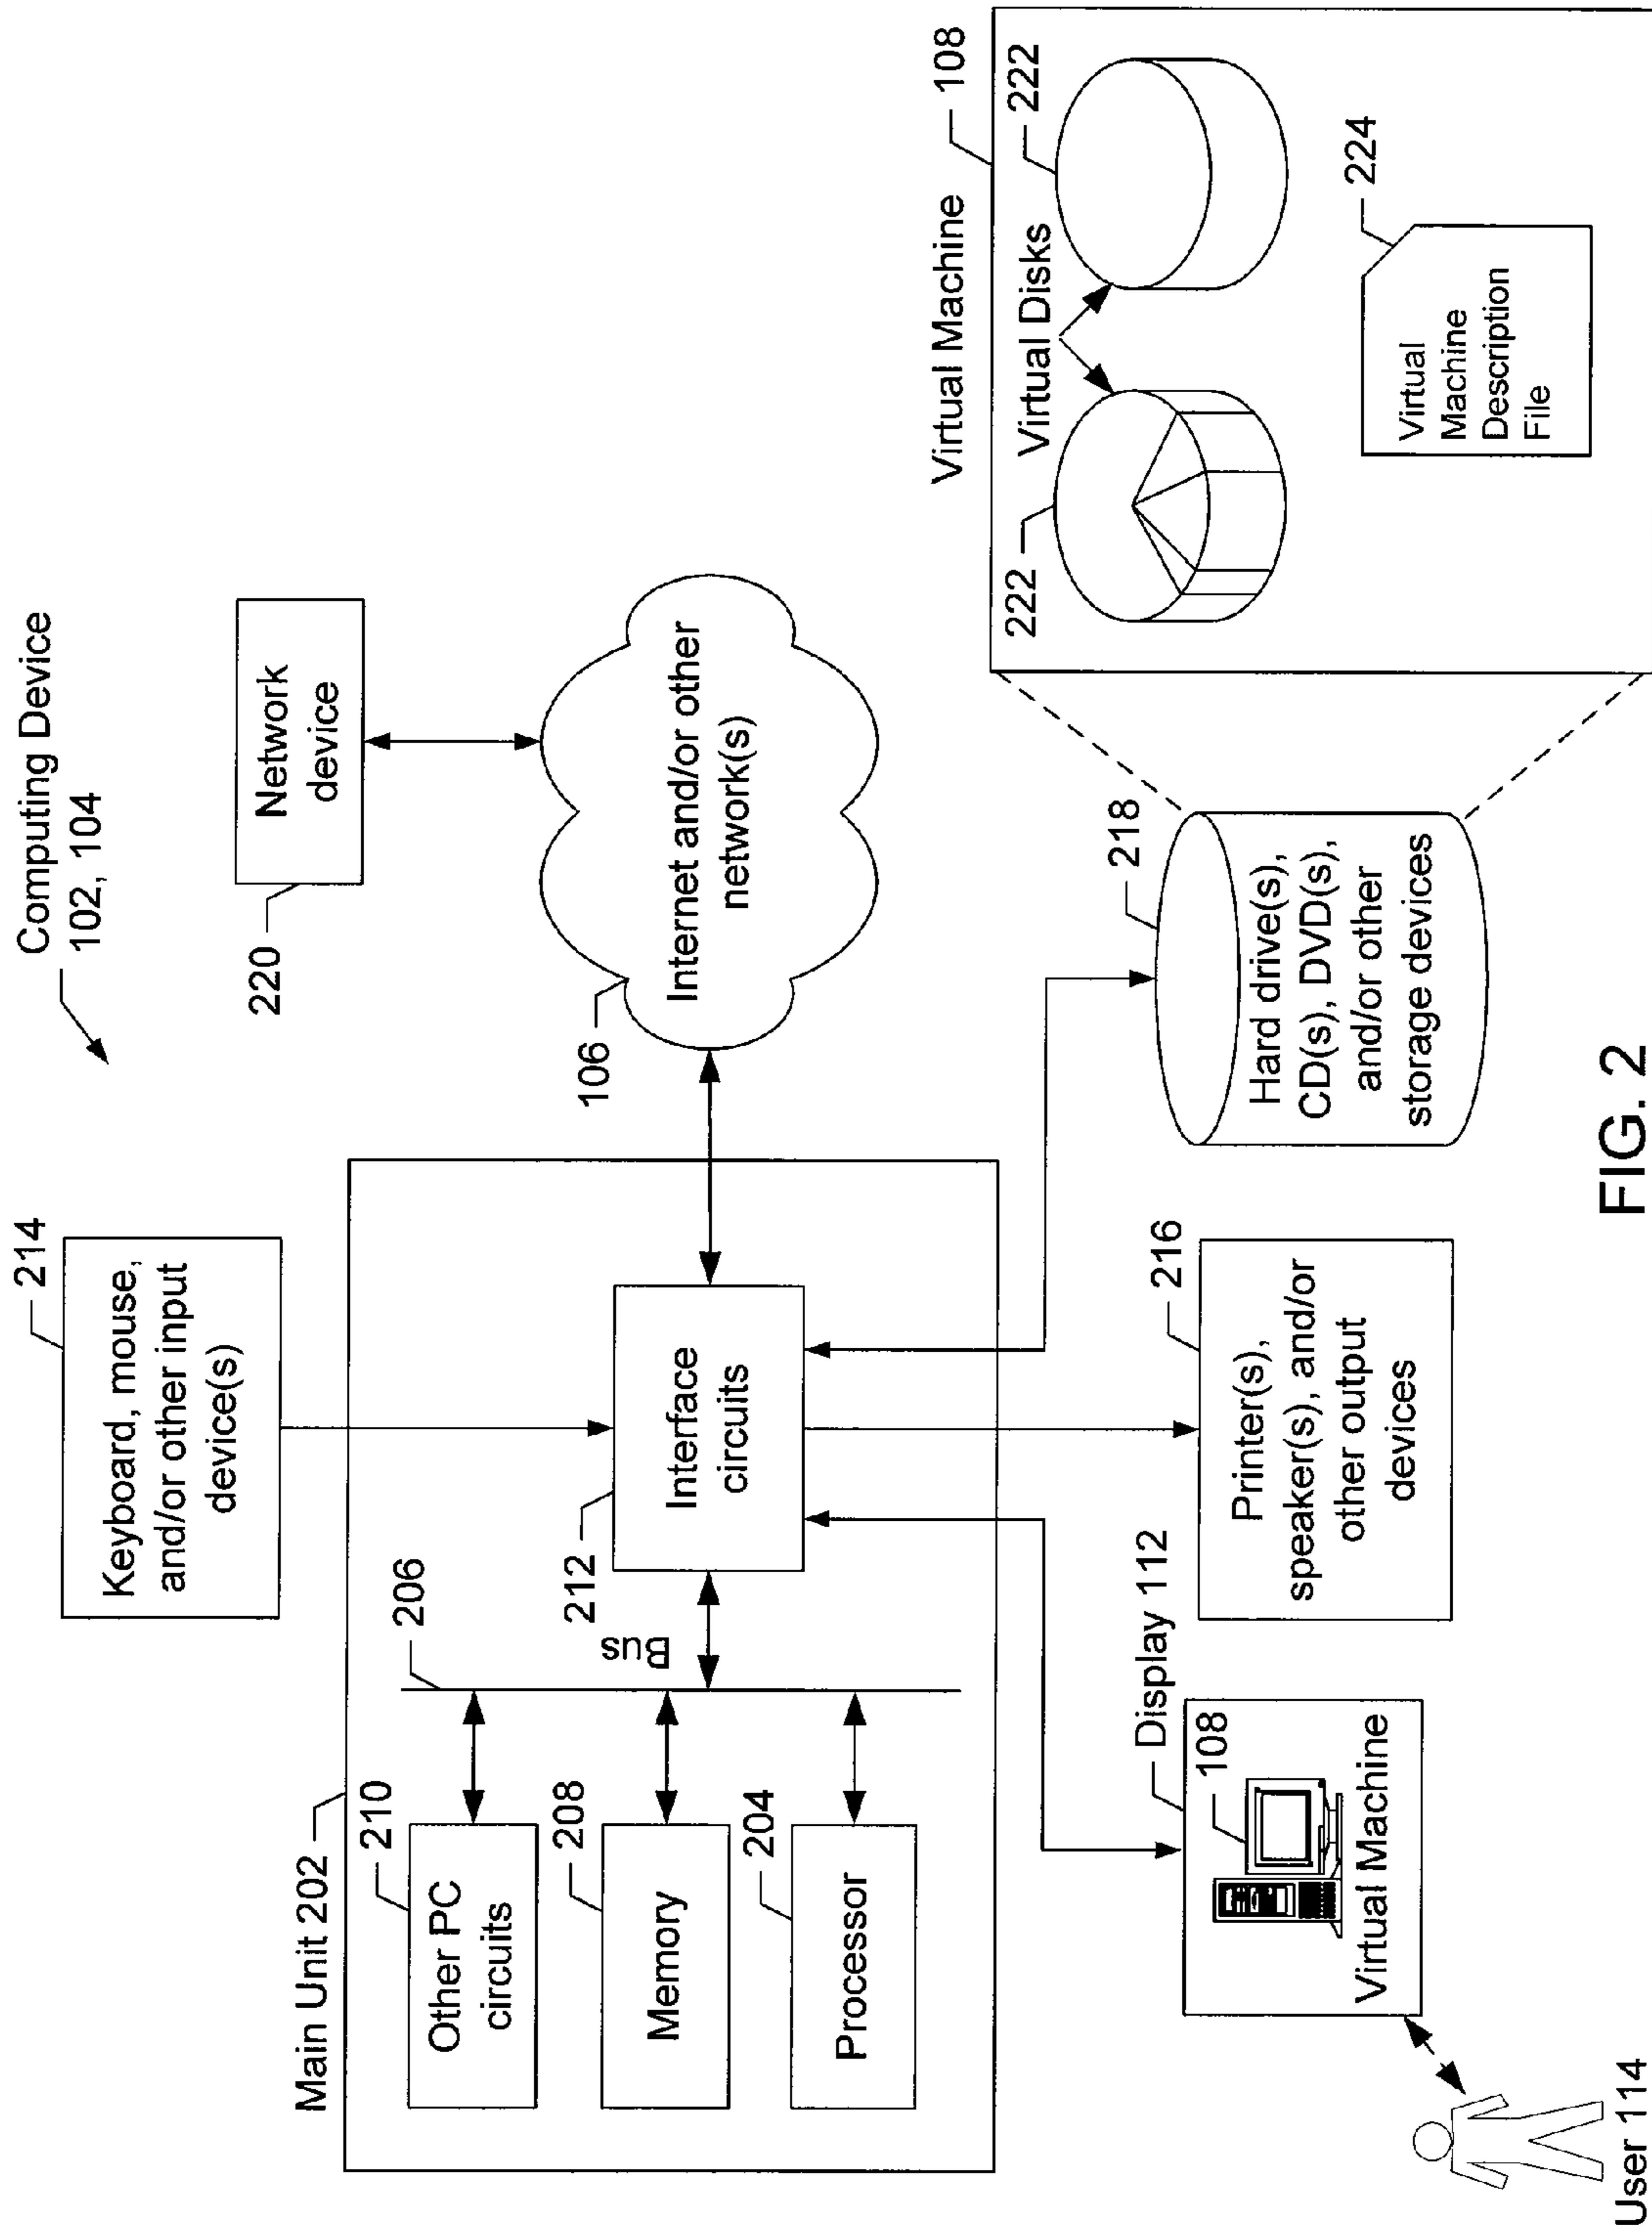 Computing Device
102, 104
214
Keyboard, mouse,
and/or other input
device(s)
220
Network
device
Main Unit 202
206
210
Other PC
circuits
Bus
212
Interface
circuits
106
Internet and/or other
network(s)
208
Memory
204
Processor
Display 112
108
Virtual Machine
User 114
216
Printer(s),
speaker(s), and/or
other output
devices
218
Hard drive(s),
CD(s), DVD(s),
and/or other
storage devices
Virtual Machine
108
222
Virtual Disks
222
224
Virtual
Machine
Description
File
FIG. 2